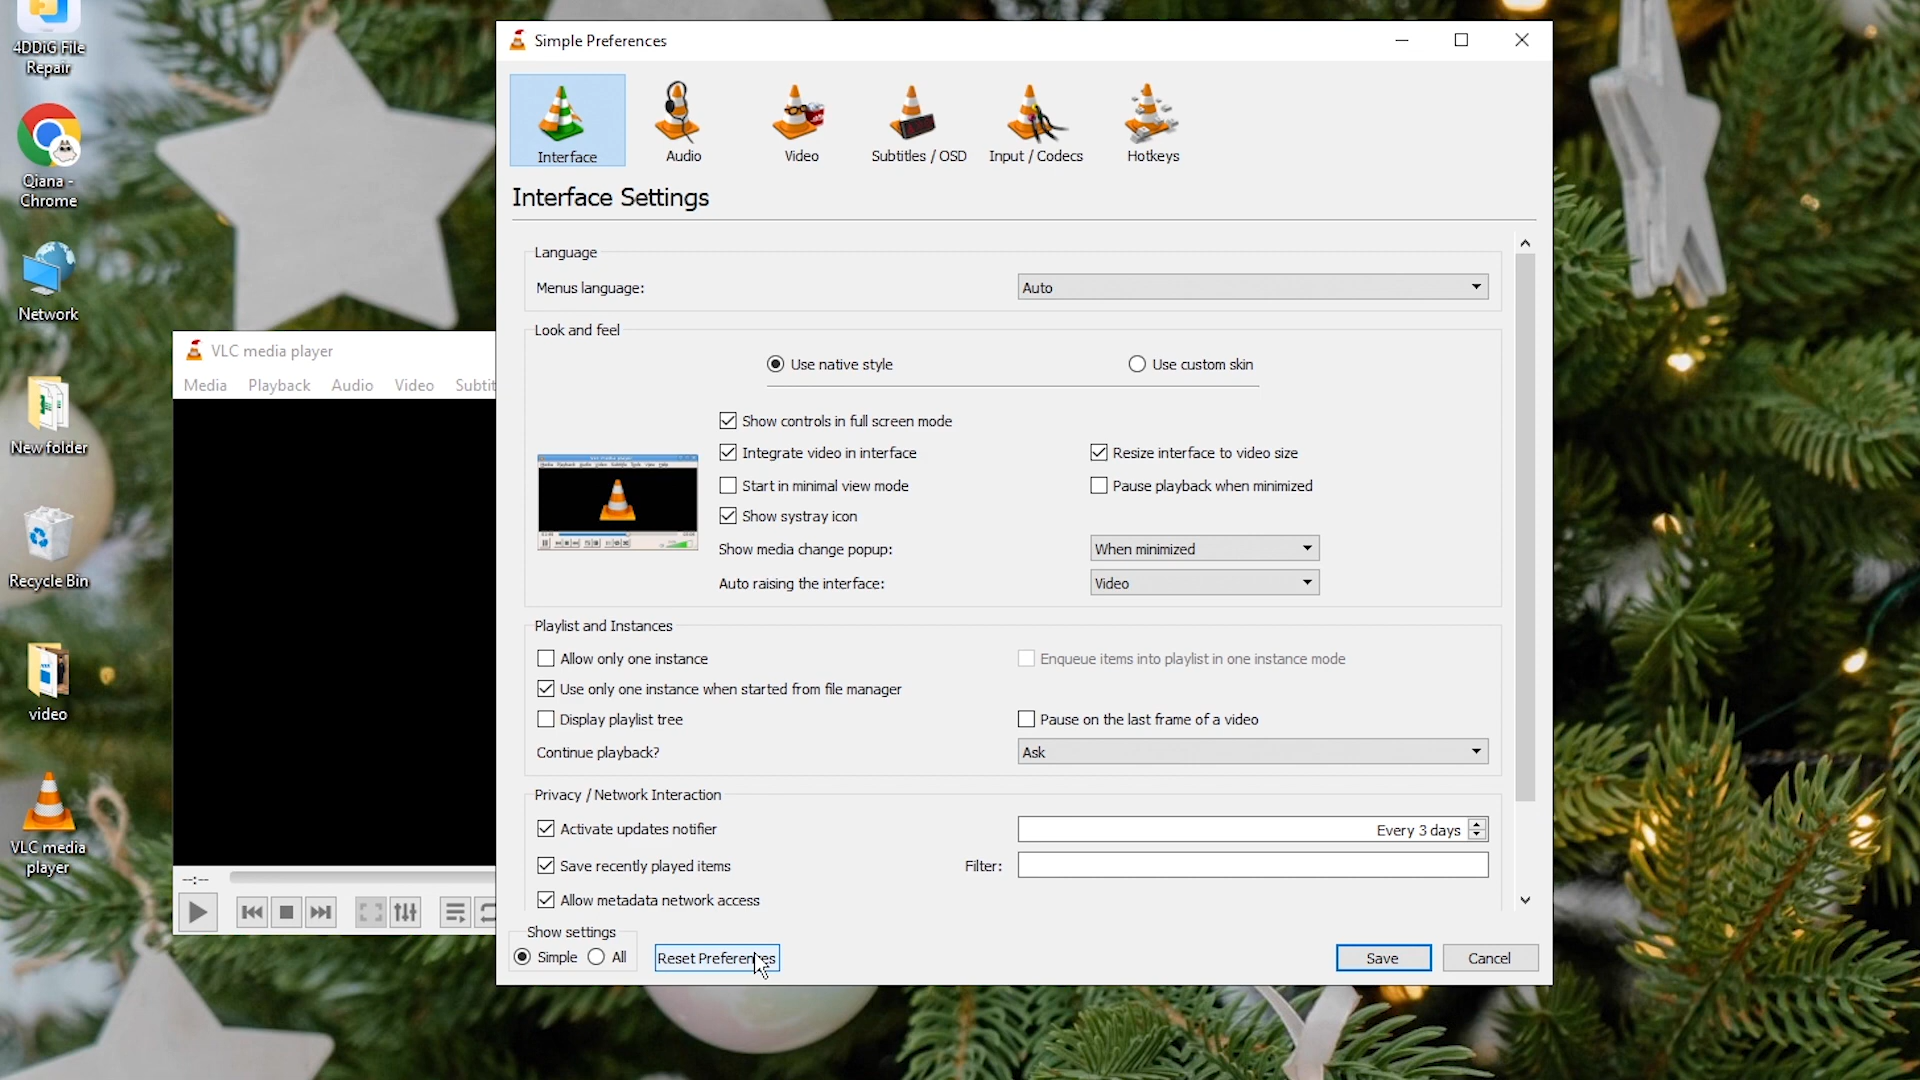 4DDiG File
Repair
Qiana -
Chrome
Network
New folder
Recycle Bin
video
VLC media
player
VLC media player
Media Playback Audio Video Subtit
--:--
Simple Preferences
Interface Audio Video Subtitles / OSD Input / Codecs Hotkeys
Interface Settings
Language
Menus language: Auto
Look and feel
Use native style Use custom skin
Show controls in full screen mode
Integrate video in interface Resize interface to video size
Start in minimal view mode Pause playback when minimized
Show systray icon
Show media change popup: When minimized
Auto raising the interface: Video
Playlist and Instances
Allow only one instance Enqueue items into playlist in one instance mode
Use only one instance when started from file manager
Display playlist tree Pause on the last frame of a video
Continue playback? Ask
Privacy / Network Interaction
Activate updates notifier Every 3 days
Save recently played items Filter:
Allow metadata network access
Show settings
Simple All Reset Preferences Save Cancel